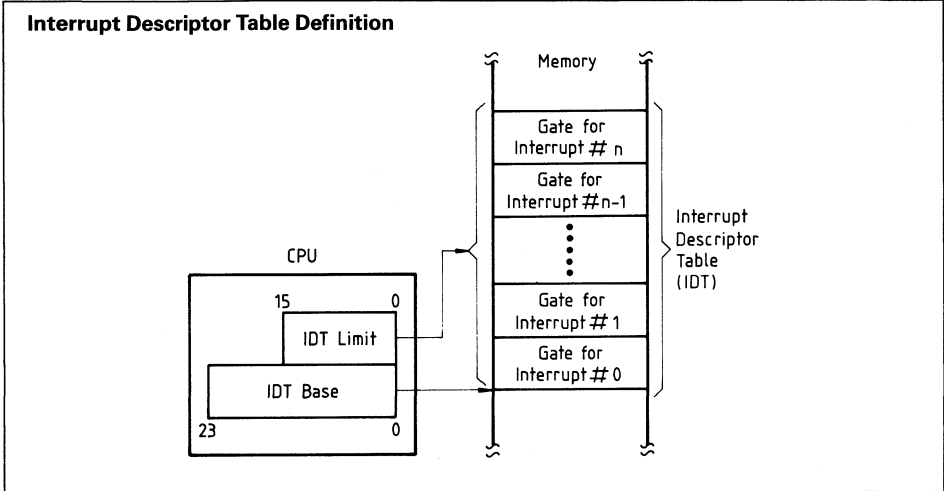 Interrupt Descriptor Table Definition
Memory
Gate for
Interrupt # n
Gate for
Interrupt #n-1
Interrupt
Descriptor
Table
(IDT)
CPU
15 0
IDT Limit
Gate for
Interrupt # 1
IDT Base
Gate for
Interrupt # 0
23 0